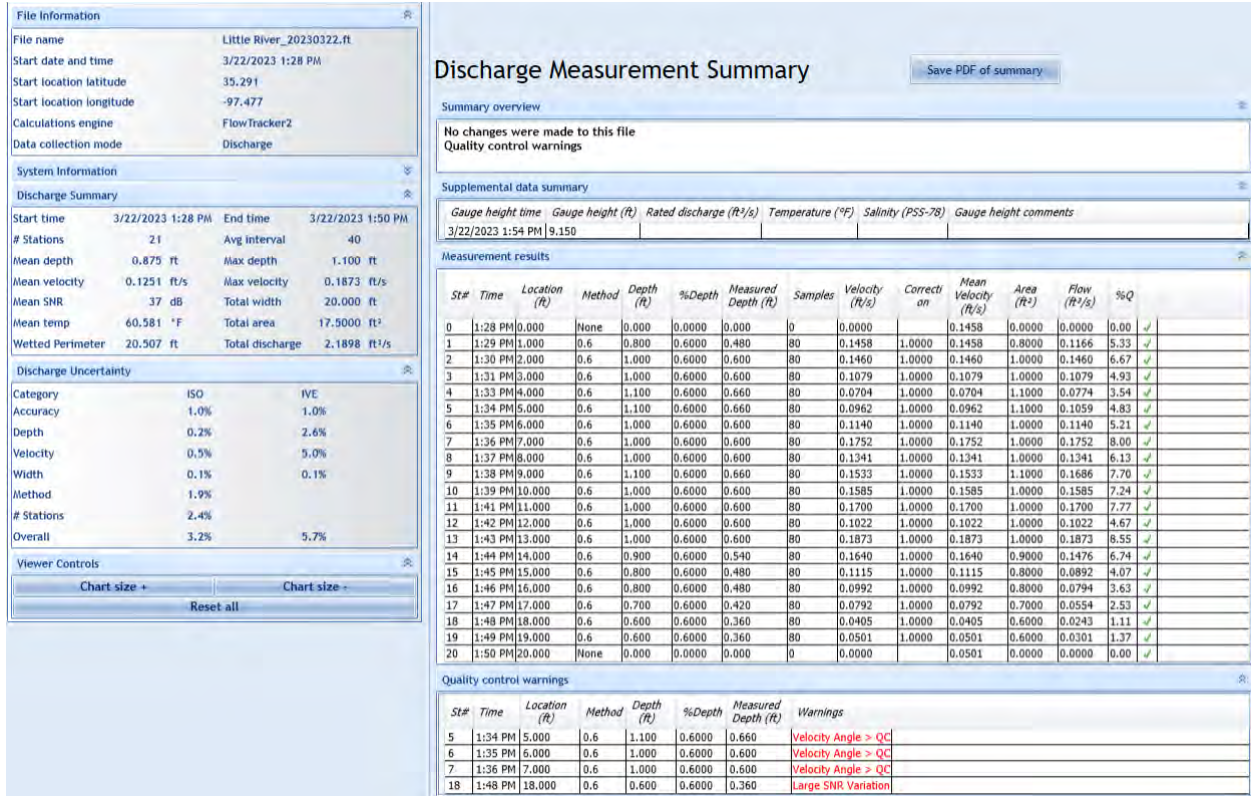 File Information
File name Little River_20230322.ft
Start date and time 3/22/2023 1:28 PM
Start location latitude 35.291
Start location longitude -97.477
Calculations engine FlowTracker2
Data collection mode Discharge
System Information
Discharge Summary
Start time 3/22/2023 1:28 PM End time 3/22/2023 1:50 PM
# Stations 21 Avg interval 40
Mean depth 0.875 ft Max depth 1.100 ft
Mean velocity 0.1251 ft/s Max velocity 0.1873 ft/s
Mean SNR 37 dB Total width 20.000 ft
Mean temp 60.581 °F Total area 17.5000 ft²
Wetted Perimeter 20.507 ft Total discharge 2.1898 ft³/s
Discharge Uncertainty
Category ISO IVE
Accuracy 1.0% 1.0%
Depth 0.2% 2.6%
Velocity 0.5% 5.0%
Width 0.1% 0.1%
Method 1.9%
# Stations 2.4%
Overall 3.2% 5.7%
Viewer Controls
Chart size + Chart size -
Reset all
Discharge Measurement Summary
Save PDF of summary
Summary overview
No changes were made to this file
Quality control warnings
Supplemental data summary
Gauge height time Gauge height (ft) Rated discharge (ft³/s) Temperature (°F) Salinity (PSS-78) Gauge height comments
3/22/2023 1:54 PM 9.150
Measurement results
St# Time Location (ft) Method Depth (ft) %Depth Measured Depth (ft) Samples Velocity (ft/s) Correcti on Mean Velocity (ft/s) Area (ft²) Flow (ft³/s) %Q
0 1:28 PM 0.000 None 0.000 0.0000 0.000 0 0.0000 0.1458 0.0000 0.0000 0.00 ✓
1 1:29 PM 1.000 0.6 0.800 0.6000 0.480 80 0.1458 1.0000 0.1458 0.8000 0.1166 5.33 ✓
2 1:30 PM 2.000 0.6 1.000 0.6000 0.600 80 0.1460 1.0000 0.1460 1.0000 0.1460 6.67 ✓
3 1:31 PM 3.000 0.6 1.000 0.6000 0.600 80 0.1079 1.0000 0.1079 1.0000 0.1079 4.93 ✓
4 1:33 PM 4.000 0.6 1.100 0.6000 0.660 80 0.0704 1.0000 0.0704 1.1000 0.0774 3.54 ✓
5 1:34 PM 5.000 0.6 1.100 0.6000 0.660 80 0.0962 1.0000 0.0962 1.1000 0.1059 4.83 ✓
6 1:35 PM 6.000 0.6 1.000 0.6000 0.600 80 0.1140 1.0000 0.1140 1.0000 0.1140 5.21 ✓
7 1:36 PM 7.000 0.6 1.000 0.6000 0.600 80 0.1752 1.0000 0.1752 1.0000 0.1752 8.00 ✓
8 1:37 PM 8.000 0.6 1.000 0.6000 0.600 80 0.1341 1.0000 0.1341 1.0000 0.1341 6.13 ✓
9 1:38 PM 9.000 0.6 1.100 0.6000 0.660 80 0.1533 1.0000 0.1533 1.1000 0.1686 7.70 ✓
10 1:39 PM 10.000 0.6 1.000 0.6000 0.600 80 0.1585 1.0000 0.1585 1.0000 0.1585 7.24 ✓
11 1:41 PM 11.000 0.6 1.000 0.6000 0.600 80 0.1700 1.0000 0.1700 1.0000 0.1700 7.77 ✓
12 1:42 PM 12.000 0.6 1.000 0.6000 0.600 80 0.1022 1.0000 0.1022 1.0000 0.1022 4.67 ✓
13 1:43 PM 13.000 0.6 1.000 0.6000 0.600 80 0.1873 1.0000 0.1873 1.0000 0.1873 8.55 ✓
14 1:44 PM 14.000 0.6 0.900 0.6000 0.540 80 0.1640 1.0000 0.1640 0.9000 0.1476 6.74 ✓
15 1:45 PM 15.000 0.6 0.800 0.6000 0.480 80 0.1115 1.0000 0.1115 0.8000 0.0892 4.07 ✓
16 1:46 PM 16.000 0.6 0.800 0.6000 0.480 80 0.0992 1.0000 0.0992 0.8000 0.0794 3.63 ✓
17 1:47 PM 17.000 0.6 0.700 0.6000 0.420 80 0.0792 1.0000 0.0792 0.7000 0.0554 2.53 ✓
18 1:48 PM 18.000 0.6 0.600 0.6000 0.360 80 0.0405 1.0000 0.0405 0.6000 0.0243 1.11 ✓
19 1:49 PM 19.000 0.6 0.600 0.6000 0.360 80 0.0501 1.0000 0.0501 0.6000 0.0301 1.37 ✓
20 1:50 PM 20.000 None 0.000 0.0000 0.000 0 0.0000 0.0501 0.0000 0.0000 0.00 ✓
Quality control warnings
St# Time Location (ft) Method Depth (ft) %Depth Measured Depth (ft) Warnings
5 1:34 PM 5.000 0.6 1.100 0.6000 0.660 Velocity Angle > QC
6 1:35 PM 6.000 0.6 1.000 0.6000 0.600 Velocity Angle > QC
7 1:36 PM 7.000 0.6 1.000 0.6000 0.600 Velocity Angle > QC
18 1:48 PM 18.000 0.6 0.600 0.6000 0.360 Large SNR Variation